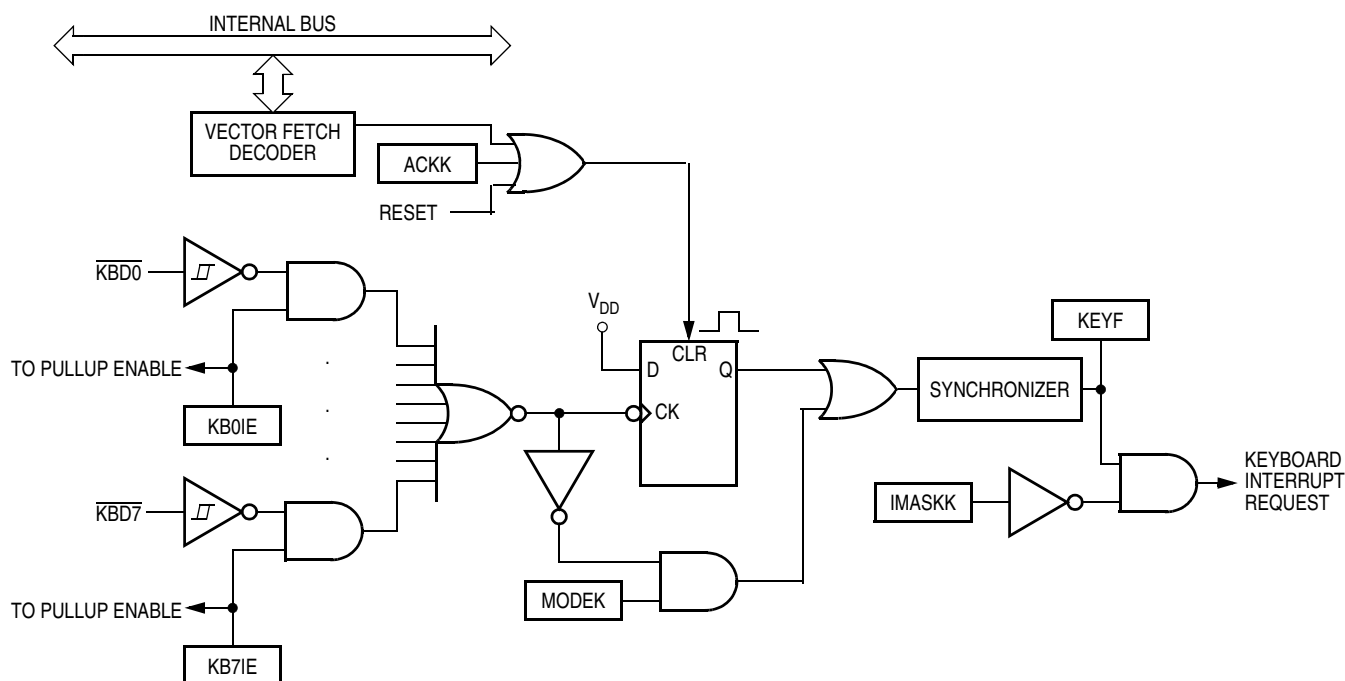 INTERNAL BUS
VECTOR FETCH
DECODER
ACKK
RESET
KBD0
TO PULLUP ENABLE
KB0IE
VDD
CLR
D
Q
CK
KEYF
SYNCHRONIZER
KBD7
IMASKK
KEYBOARD
INTERRUPT
REQUEST
MODEK
TO PULLUP ENABLE
KB7IE